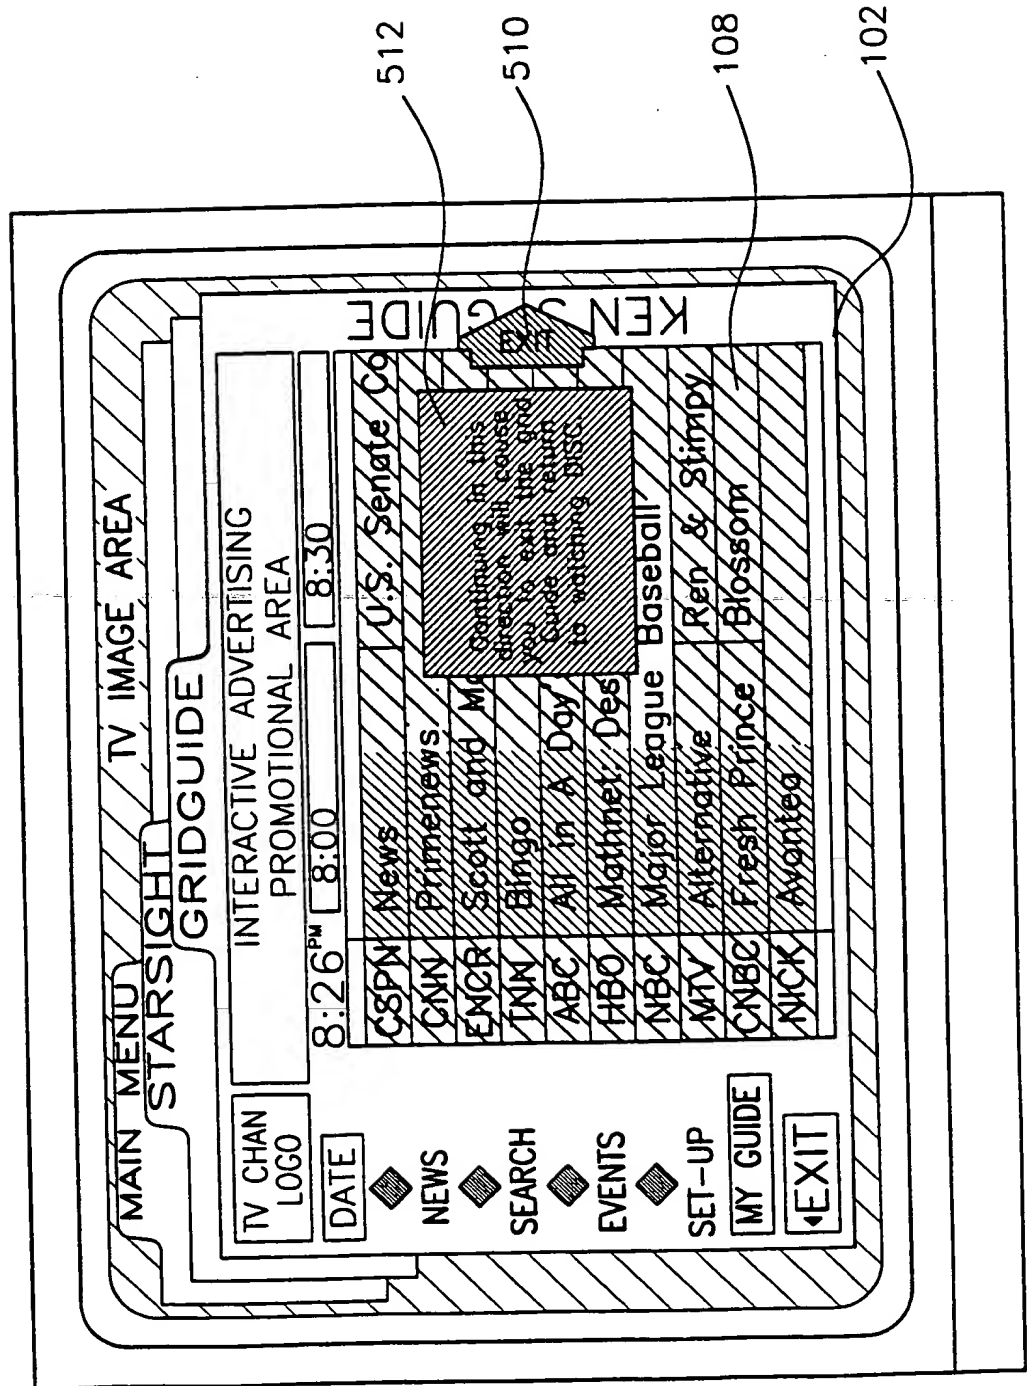 TV IMAGE AREA
MAIN MENU
STARSIGHT
GRIDGUIDE
TV CHAN
LOGO
INTERACTIVE ADVERTISING
PROMOTIONAL AREA
DATE
8:26 PM
8:00
8:30
NEWS
SEARCH
EVENTS
SET-UP
MY GUIDE
EXIT
CSPN News U.S. Senate Co
CNN Primenews
ENCR Scott and Mo
TNN Bingo
ABC All in A Day'
HBO Mathnet: Des
NBC Major League Baseball
MTV Alternative Ren & Stimpy
CNBC Fresh Prince Blossom
NICK Avontea
Continuing in this
direction will cause
you to exit the grid
Guide and return
to watching DISC.
EXIT
KEN GUIDE
512
510
108
102